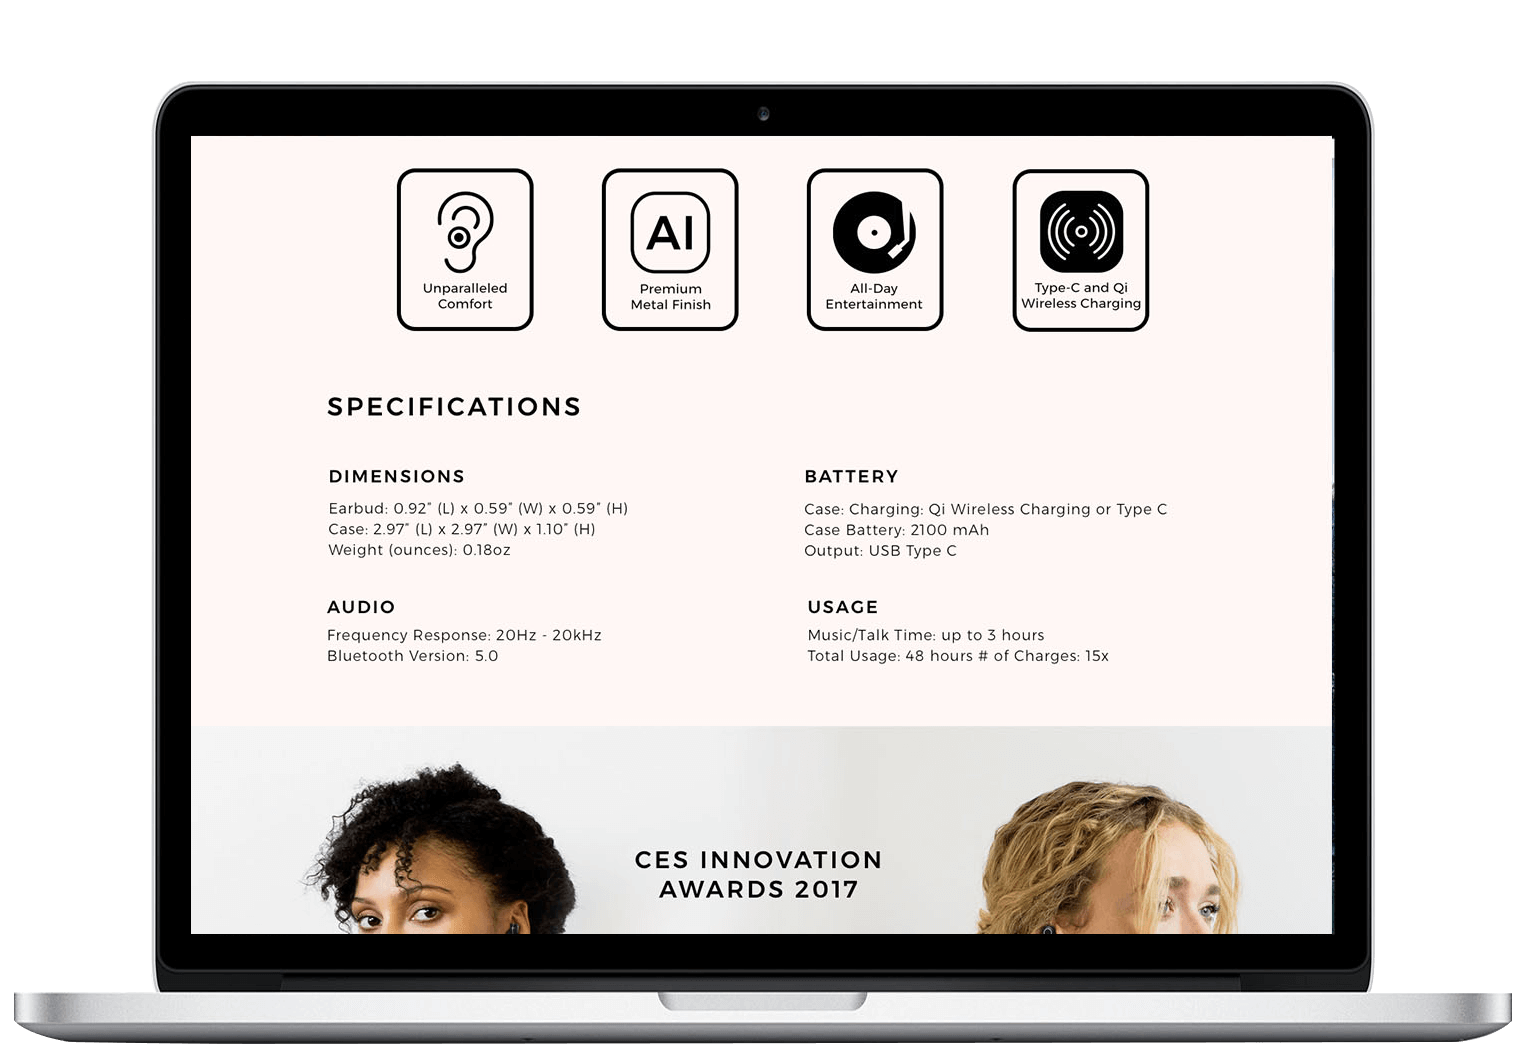 Unparalleled
Comfort
AI
Premium
Metal Finish
All-Day
Entertainment
Type-C and Qi
Wireless Charging
SPECIFICATIONS
DIMENSIONS
Earbud: 0.92” (L) x 0.59” (W) x 0.59” (H)
Case: 2.97” (L) x 2.97” (W) x 1.10” (H)
Weight (ounces): 0.18oz
BATTERY
Case: Charging: Qi Wireless Charging or Type C
Case Battery: 2100 mAh
Output: USB Type C
AUDIO
Frequency Response: 20Hz - 20kHz
Bluetooth Version: 5.0
USAGE
Music/Talk Time: up to 3 hours
Total Usage: 48 hours # of Charges: 15x
CES INNOVATION
AWARDS 2017